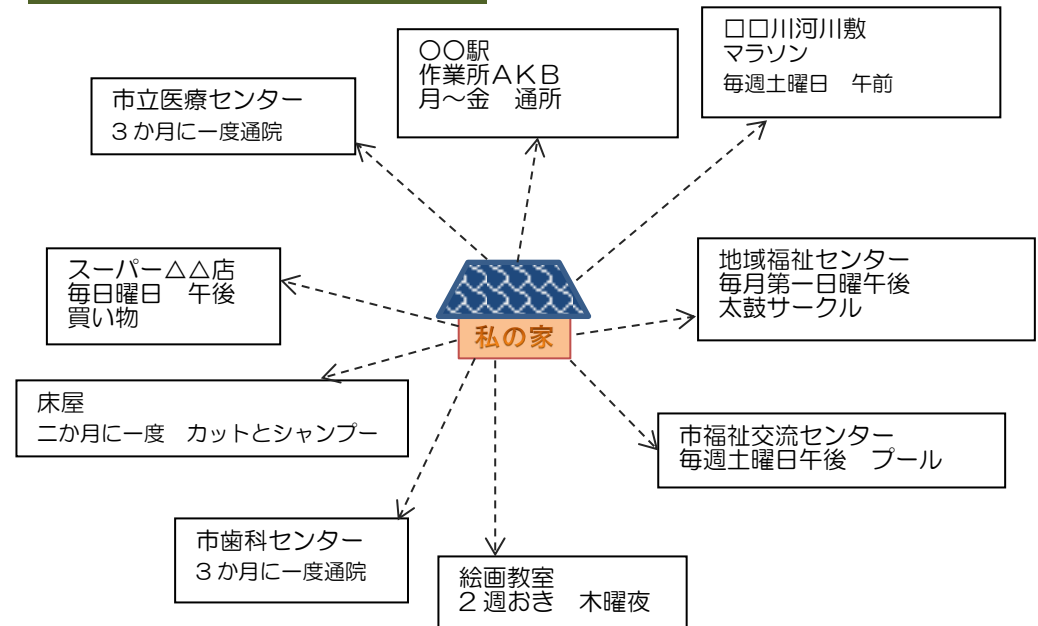 市立医療センター
3か月に一度通院
〇〇駅
作業所AKB
月～金　通所
□□川河川敷
マラソン
毎週土曜日　午前
スーパー△△店
毎日曜日　午後
買い物
私の家
地域福祉センター
毎月第一日曜午後
太鼓サークル
床屋
二か月に一度　カットとシャンプー
市福祉交流センター
毎週土曜日午後　プール
市歯科センター
3か月に一度通院
絵画教室
2週おき　木曜夜